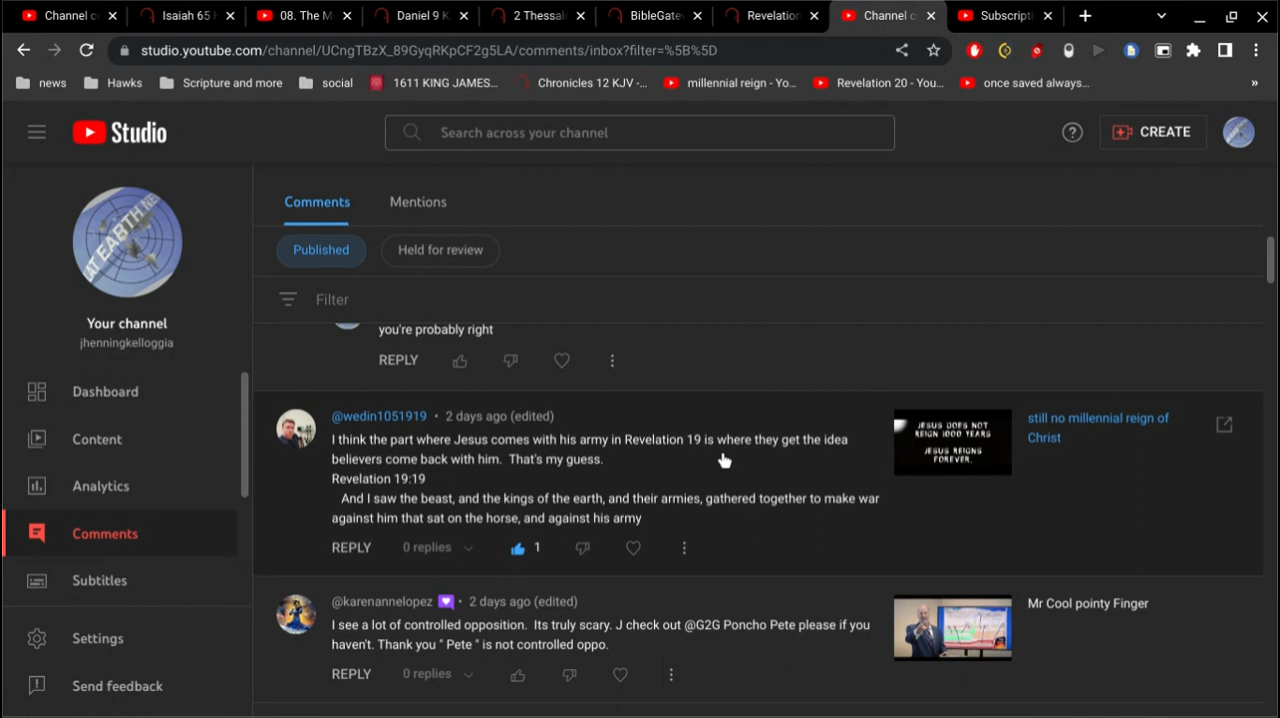 Channel c
Isaiah 65
08. The M
Daniel 9 K
2 Thessal
BibleGate
Revelation
Channel c
Subscripti
studio.youtube.com/channel/UCngTBzX_89GyqRKpCF2g5LA/comments/inbox?filter=%5B%5D
news
Hawks
Scripture and more
social
1611 KING JAMES...
Chronicles 12 KJV -...
millennial reign - Yo...
Revelation 20 - You...
once saved always...
»
Studio
Search across your channel
CREATE
Comments
Mentions
Published
Held for review
Filter
AT EARTH NE
Your channel
jhenningkelloggia
Dashboard
Content
Analytics
Comments
Subtitles
Settings
Send feedback
you're probably right
REPLY
@wedin1051919 • 2 days ago (edited)
I think the part where Jesus comes with his army in Revelation 19 is where they get the idea
believers come back with him. That's my guess.
Revelation 19:19
And I saw the beast, and the kings of the earth, and their armies, gathered together to make war
against him that sat on the horse, and against his army
REPLY 0 replies 1
JESUS DOES NOT
REIGN 1000 YEARS
JESUS REIGNS
FOREVER.
still no millennial reign of
Christ
@karenannelopez • 2 days ago (edited)
I see a lot of controlled opposition. Its truly scary. J check out @G2G Poncho Pete please if you
haven't. Thank you " Pete " is not controlled oppo.
REPLY 0 replies
Mr Cool pointy Finger